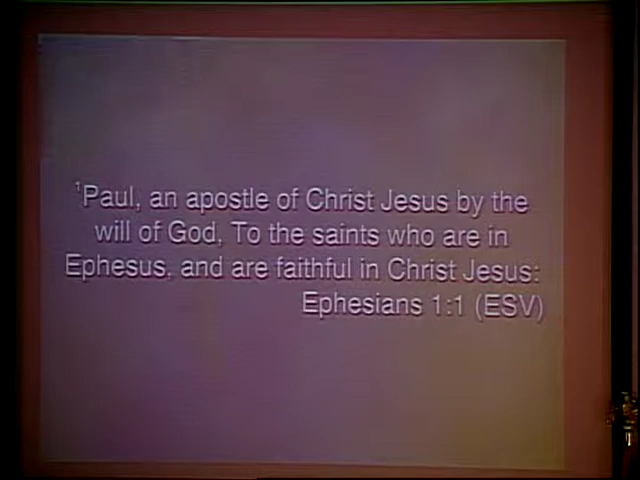 ¹Paul, an apostle of Christ Jesus by the
will of God, To the saints who are in
Ephesus, and are faithful in Christ Jesus:
Ephesians 1:1 (ESV)